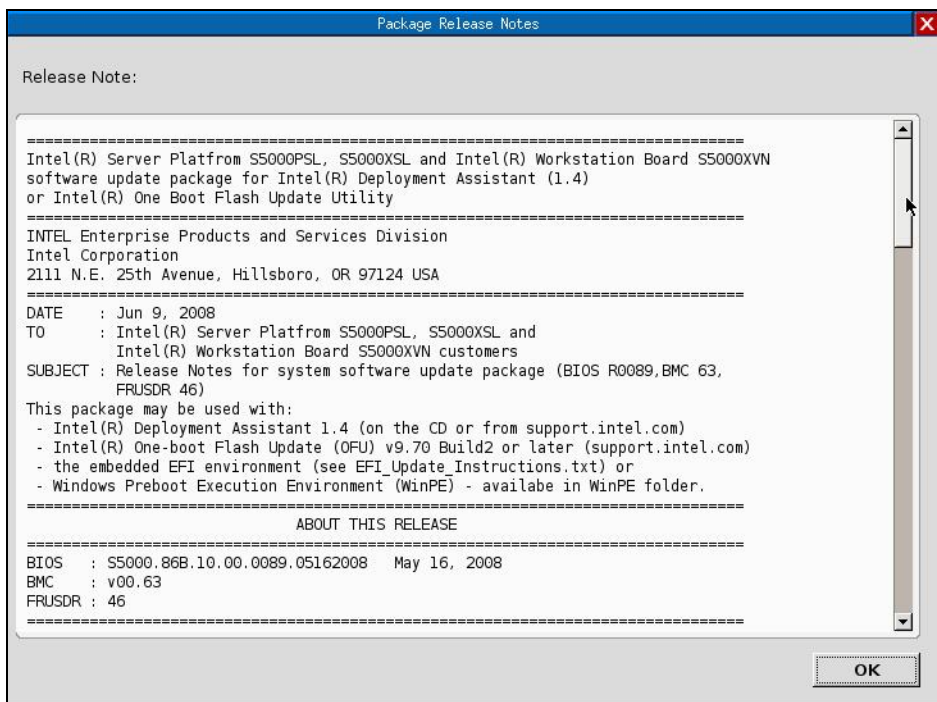 Package Release Notes
Release Note:
================================================================================
Intel(R) Server Platfrom S5000PSL, S5000XSL and Intel(R) Workstation Board S5000XVN
software update package for Intel(R) Deployment Assistant (1.4)
or Intel(R) One Boot Flash Update Utility
================================================================================
INTEL Enterprise Products and Services Division
Intel Corporation
2111 N.E. 25th Avenue, Hillsboro, OR 97124 USA
================================================================================
DATE    : Jun 9, 2008
TO      : Intel(R) Server Platfrom S5000PSL, S5000XSL and
          Intel(R) Workstation Board S5000XVN customers
SUBJECT : Release Notes for system software update package (BIOS R0089,BMC 63,
          FRUSDR 46)
This package may be used with:
 - Intel(R) Deployment Assistant 1.4 (on the CD or from support.intel.com)
 - Intel(R) One-boot Flash Update (OFU) v9.70 Build2 or later (support.intel.com)
 - the embedded EFI environment (see EFI_Update_Instructions.txt) or
 - Windows Preboot Execution Environment (WinPE) - availabe in WinPE folder.
================================================================================
                              ABOUT THIS RELEASE
================================================================================
BIOS   : S5000.86B.10.00.0089.05162008   May 16, 2008
BMC    : v00.63
FRUSDR : 46
================================================================================
OK